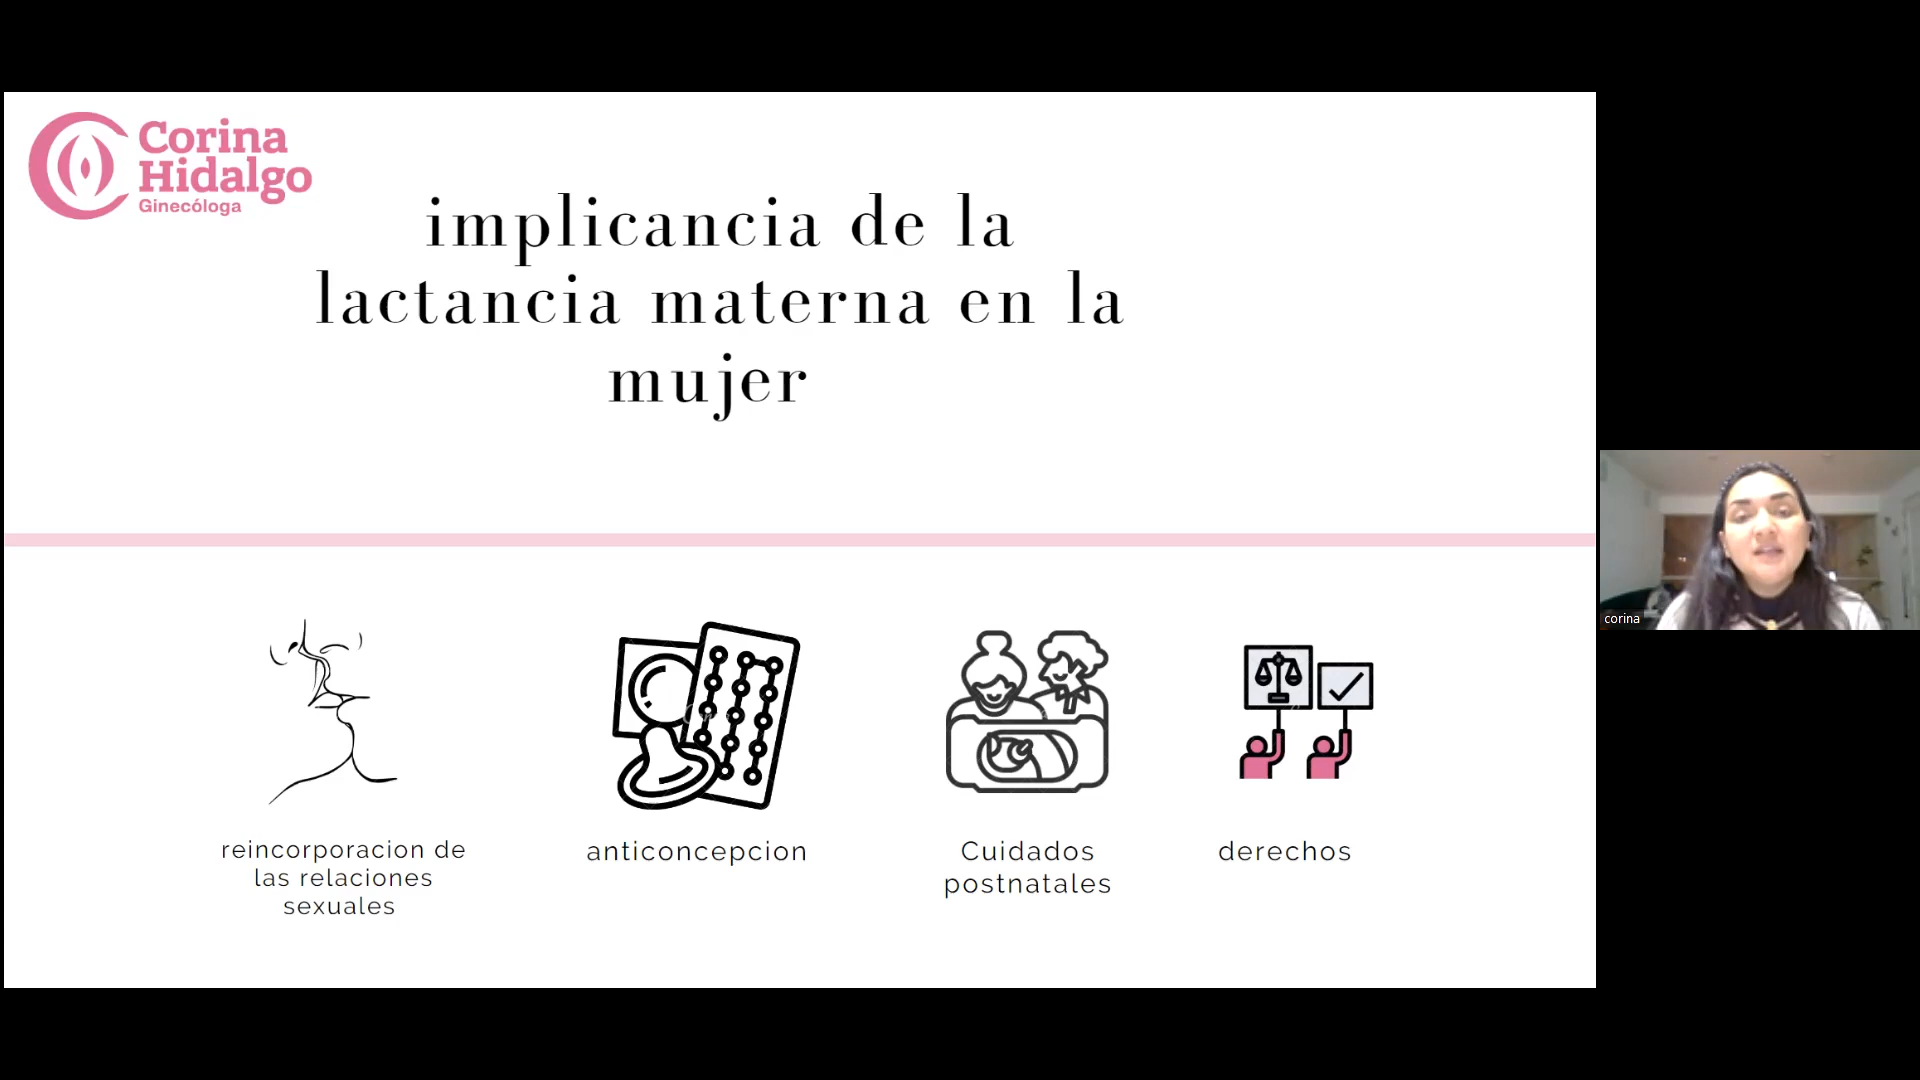 Corina
Hidalgo
Ginecóloga
implicancia de la
lactancia materna en la
mujer
reincorporacion de
las relaciones
sexuales
anticoncepcion
Cuidados
postnatales
derechos
corina